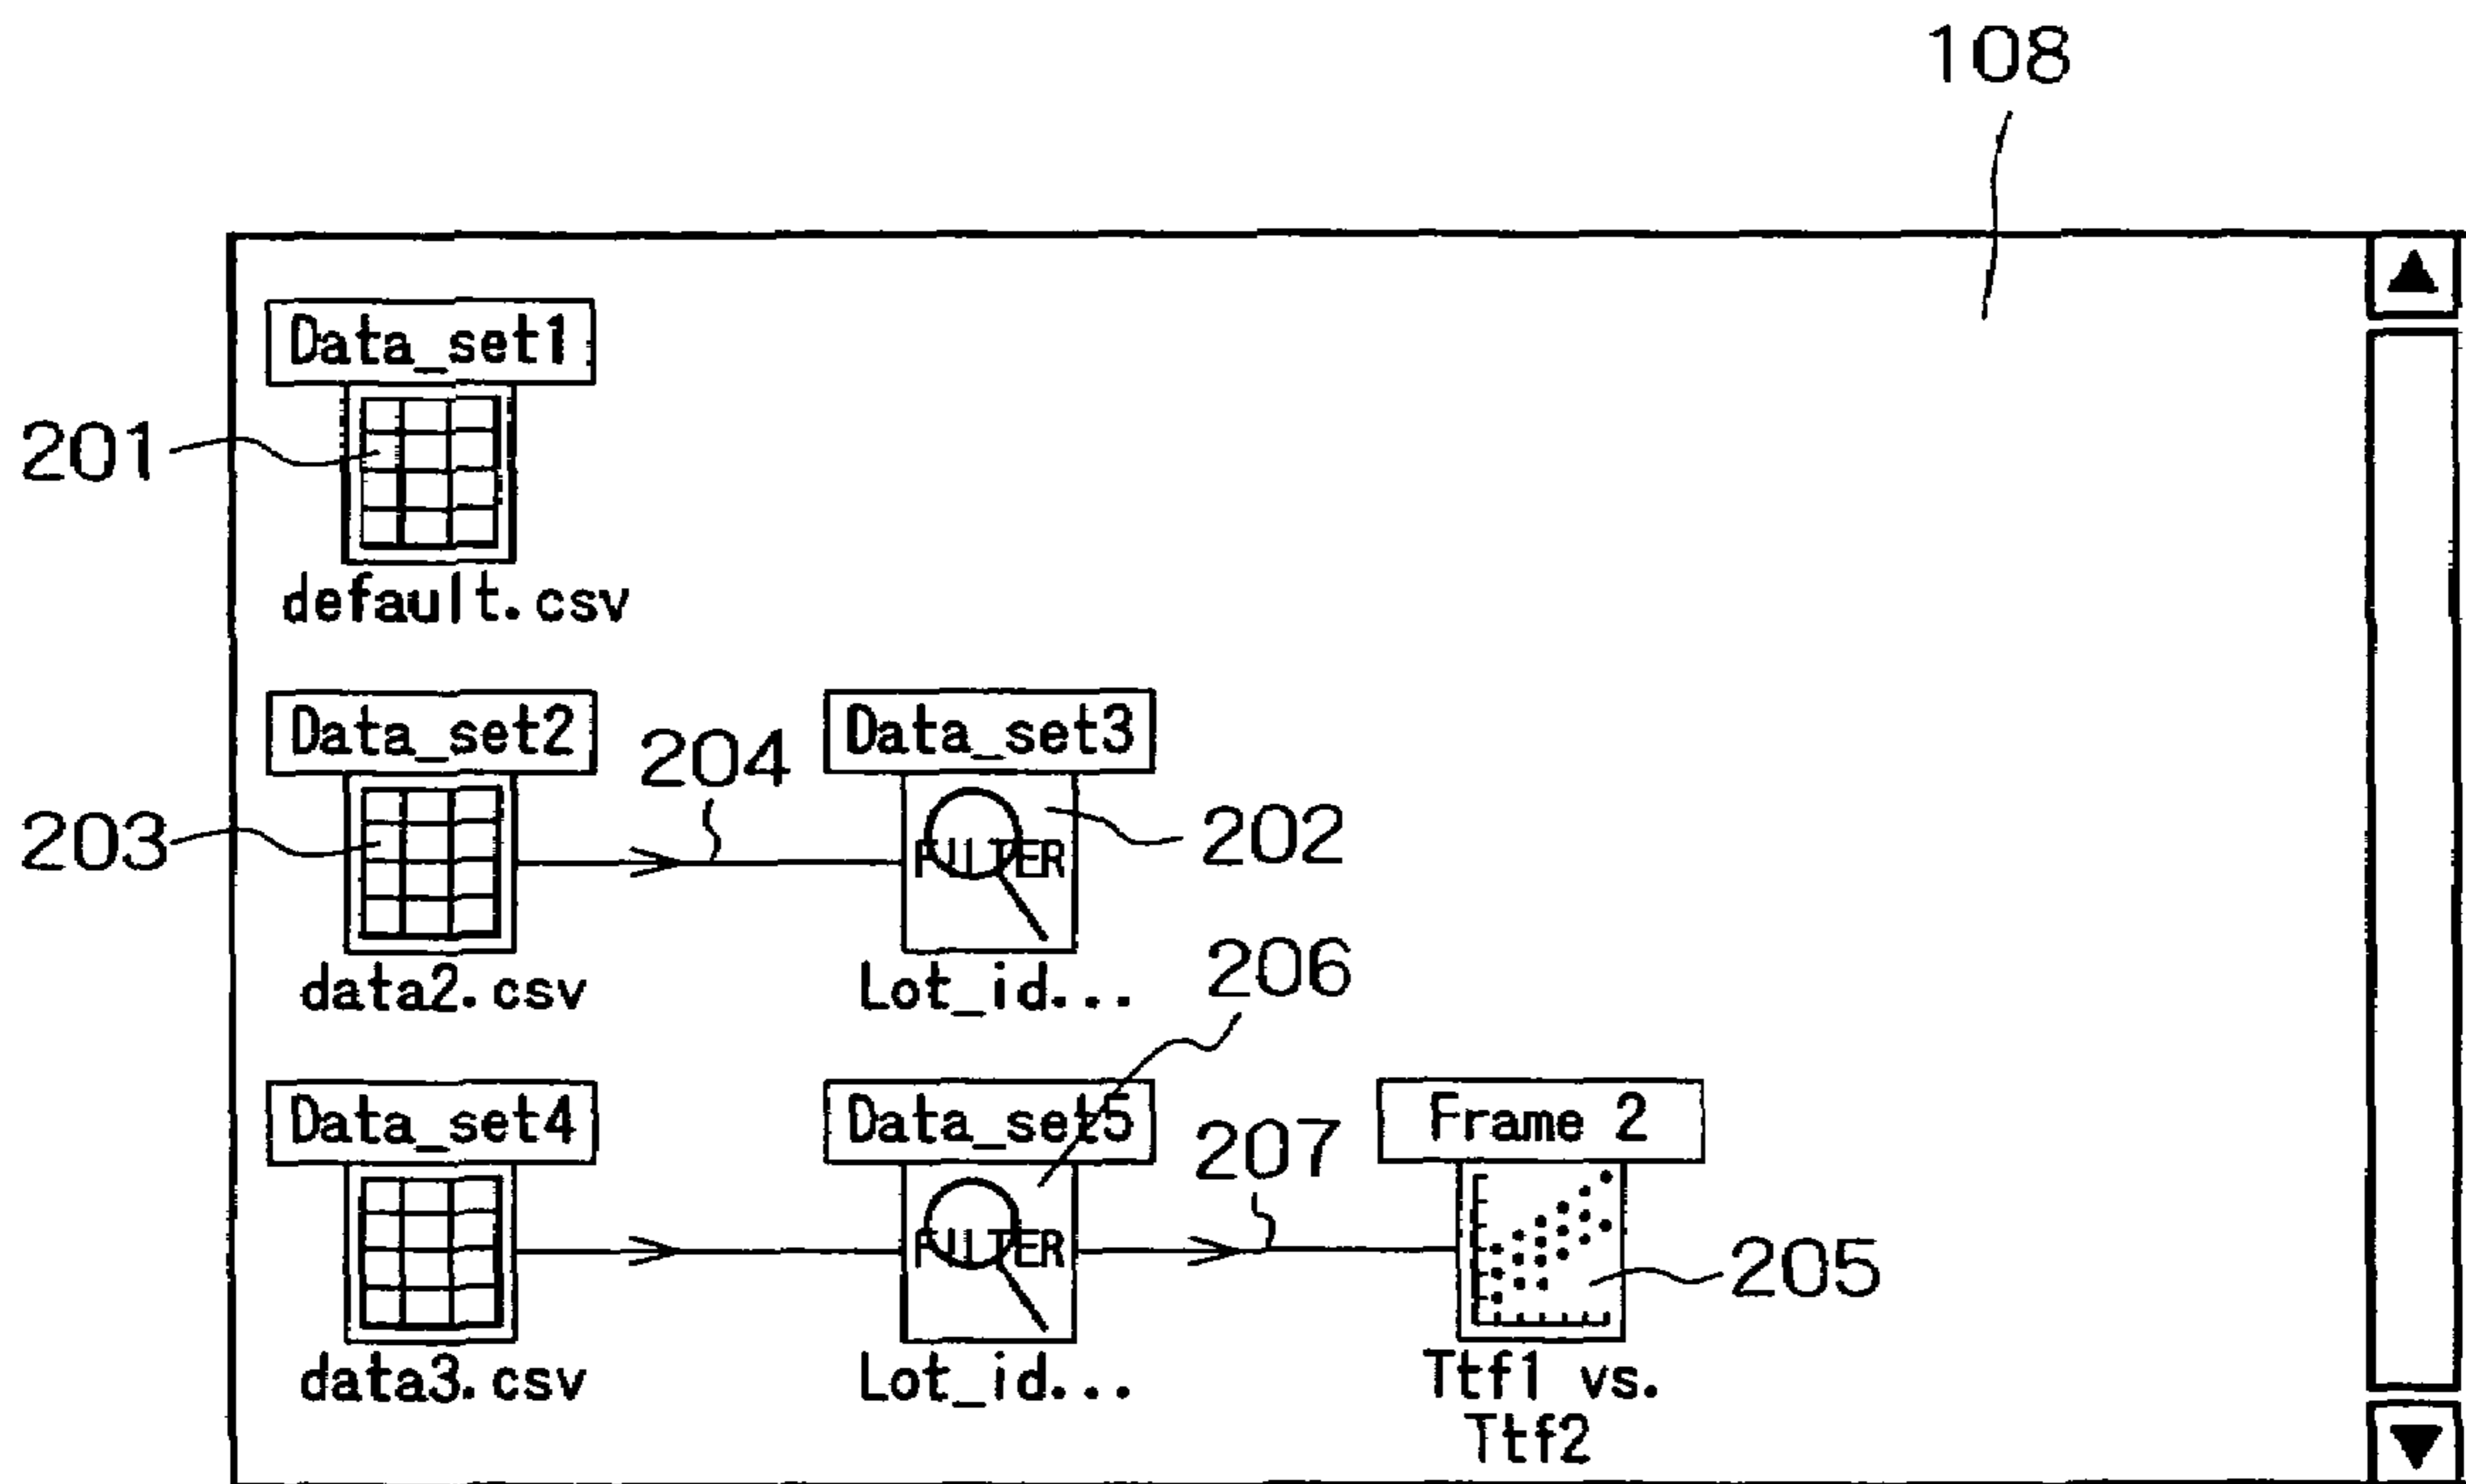 108
Data_set1
201
default.csv
Data_set2
204
Data_set3
203
FILTER
202
data2.csv
Lot_id...
206
Data_set4
Data_set5
207
Frame 2
FILTER
205
data3.csv
Lot_id...
Ttf1 vs.
Ttf2